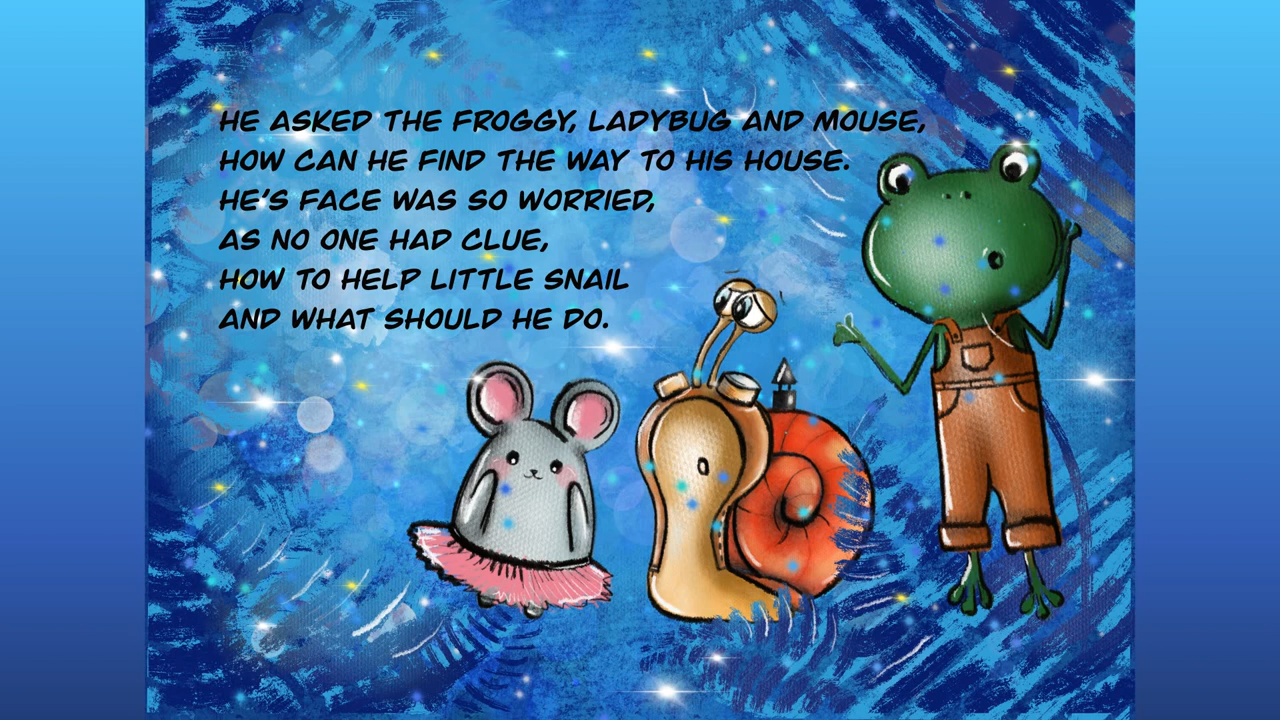 HE ASKED THE FROGGY, LADYBUG AND MOUSE,
HOW CAN HE FIND THE WAY TO HIS HOUSE.
HE'S FACE WAS SO WORRIED,
AS NO ONE HAD CLUE,
HOW TO HELP LITTLE SNAIL
AND WHAT SHOULD HE DO.